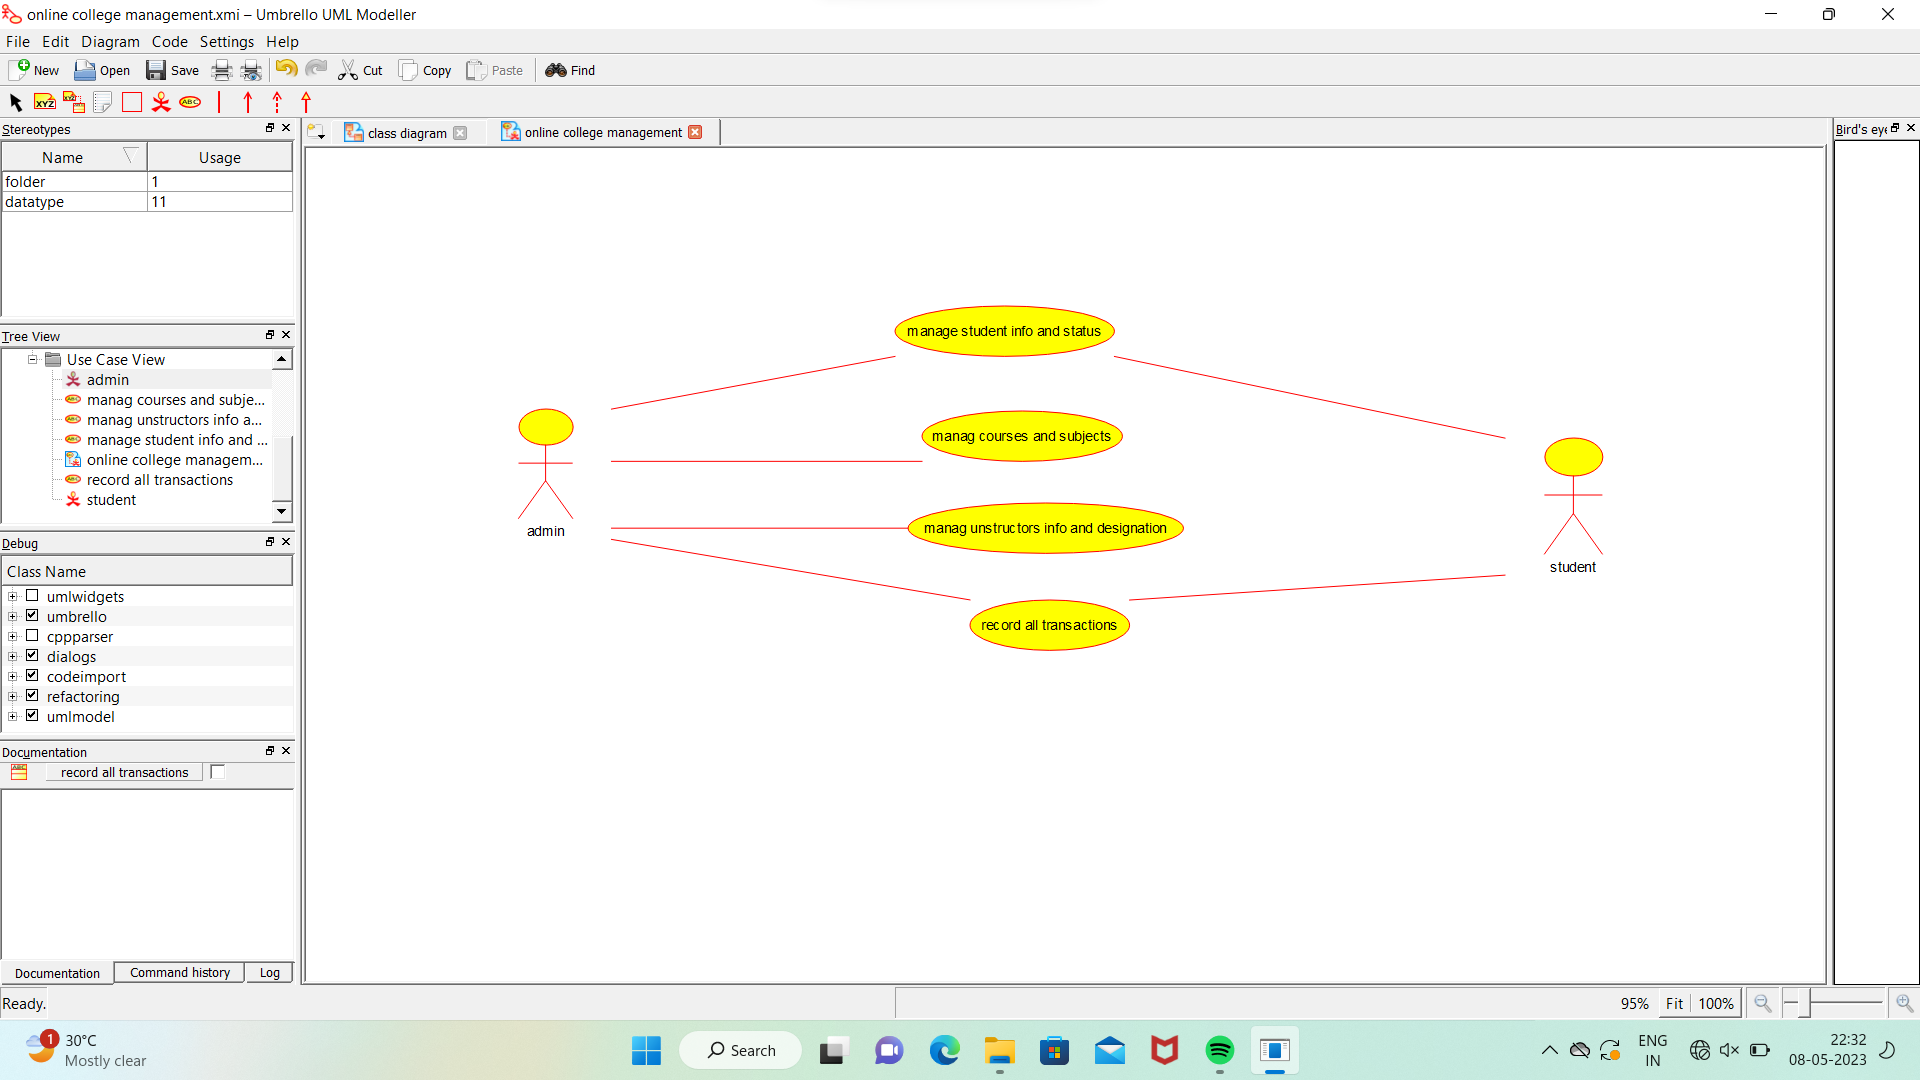 online college management.xmi – Umbrello UML Modeller
File Edit Diagram Code Settings Help
New Open Save Cut Copy Paste Find
XYZ XYZ ABC
Stereotypes
Name Usage
folder 1
datatype 11
Tree View
Use Case View
admin
manag courses and subje...
manag unstructors info a...
manage student info and ...
online college managem...
record all transactions
student
Debug
Class Name
umlwidgets
umbrello
cppparser
dialogs
codeimport
refactoring
umlmodel
Documentation
record all transactions
Documentation Command history Log
Ready.
class diagram online college management
manage student info and status
manag courses and subjects
manag unstructors info and designation
record all transactions
admin
student
Bird's eye
95% Fit 100%
1
30°C
Mostly clear
Search
ENG
IN
22:32
08-05-2023